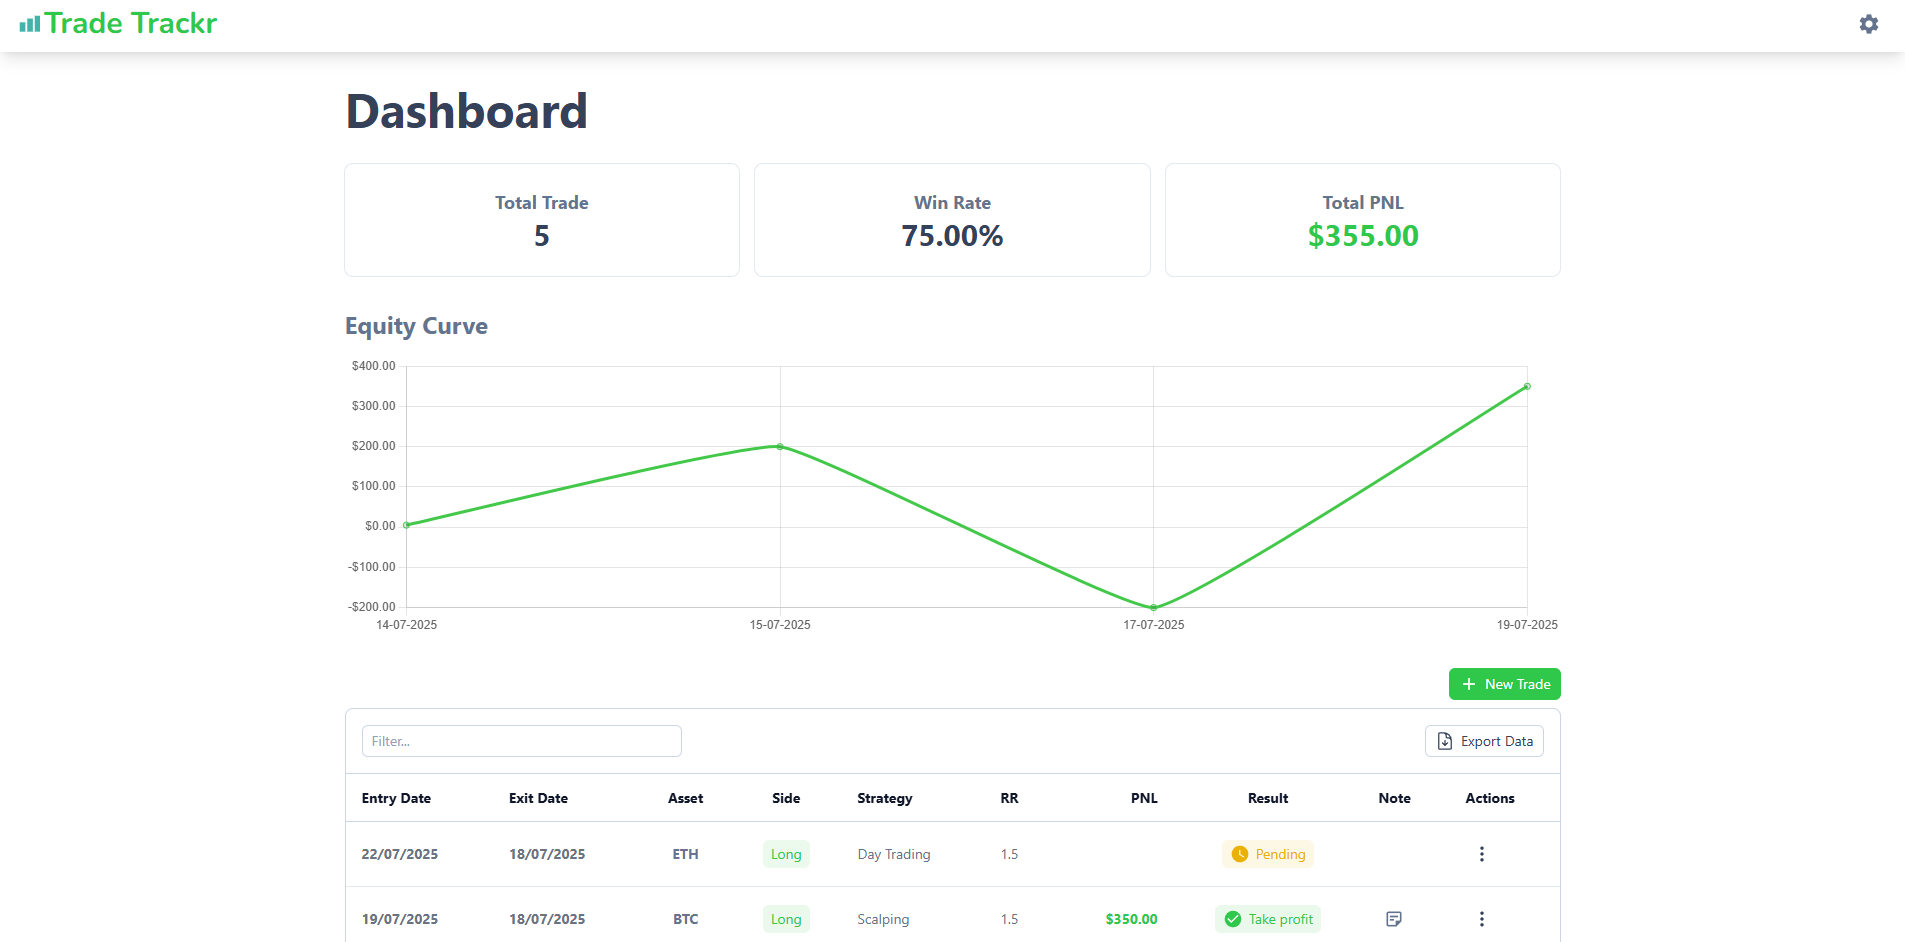 Trade Trackr
Dashboard
Total Trade
5
Win Rate
75.00%
Total PNL
$355.00
Equity Curve
$400.00
$300.00
$200.00
$100.00
$0.00
-$100.00
-$200.00
14-07-2025 15-07-2025 17-07-2025 19-07-2025
New Trade
Filter...
Export Data
Entry Date Exit Date Asset Side Strategy RR PNL Result Note Actions
22/07/2025 18/07/2025 ETH Long Day Trading 1.5 Pending
19/07/2025 18/07/2025 BTC Long Scalping 1.5 $350.00 Take profit